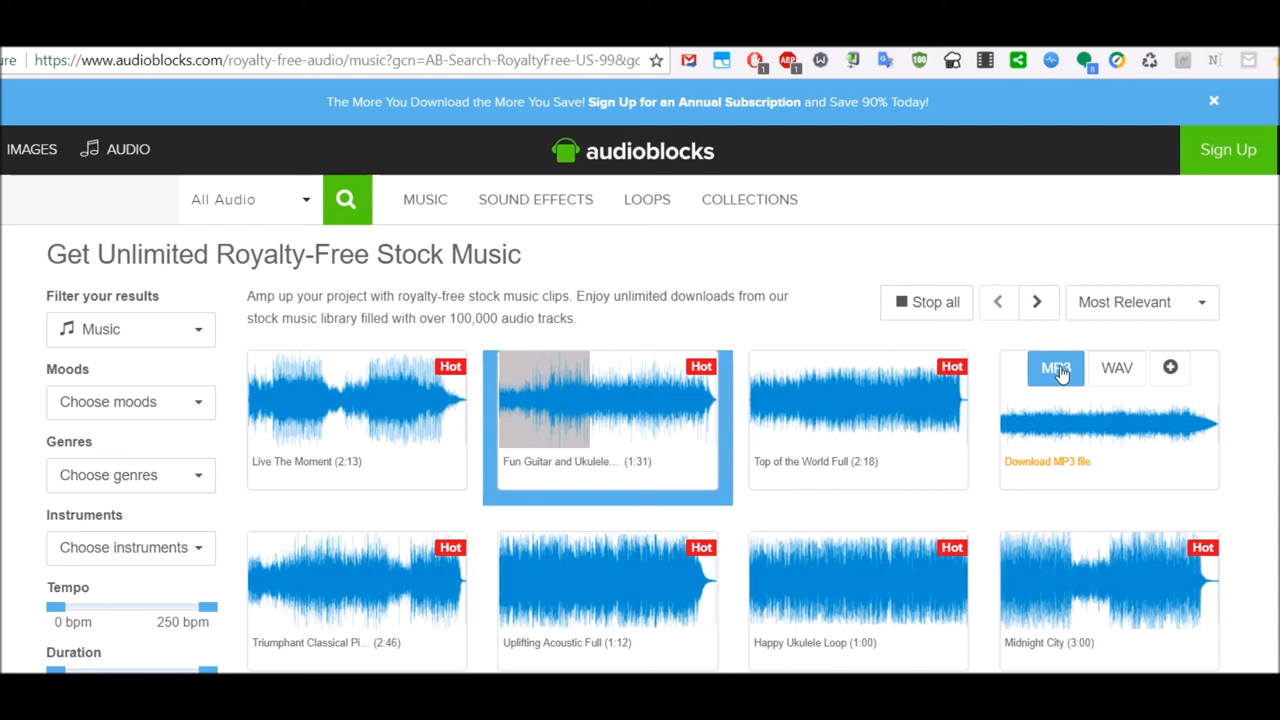 ure https://www.audioblocks.com/royalty-free-audio/music?gcn=AB-Search-RoyaltyFree-US-99&gc
1 1 100 8
The More You Download the More You Save! Sign Up for an Annual Subscription and Save 90% Today!
IMAGES AUDIO audioblocks Sign Up
All Audio MUSIC SOUND EFFECTS LOOPS COLLECTIONS
Get Unlimited Royalty-Free Stock Music
Filter your results
Amp up your project with royalty-free stock music clips. Enjoy unlimited downloads from our
stock music library filled with over 100,000 audio tracks.
Stop all
Most Relevant
Music
Moods
Choose moods
Genres
Choose genres
Instruments
Choose instruments
Tempo
0 bpm 250 bpm
Duration
Hot Hot Hot MP3 WAV
Live The Moment (2:13) Fun Guitar and Ukulele... (1:31) Top of the World Full (2:18) Download MP3 file
Hot Hot Hot Hot
Triumphant Classical Pi... (2:46) Uplifting Acoustic Full (1:12) Happy Ukulele Loop (1:00) Midnight City (3:00)